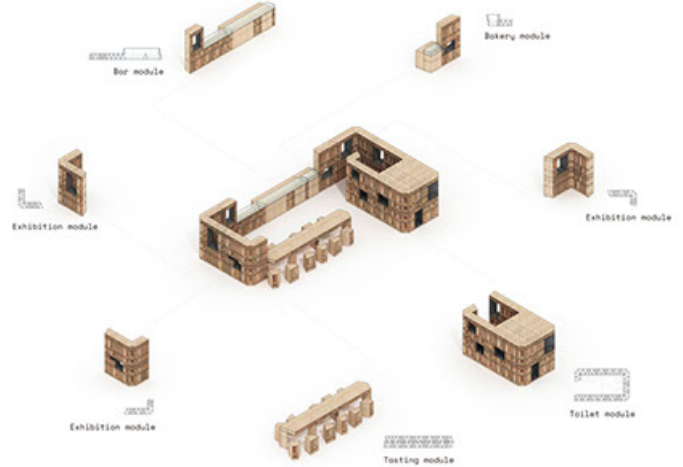 Bakery module
Bar module
Exhibition module
Exhibition module
Exhibition module
Toilet module
Tasting module